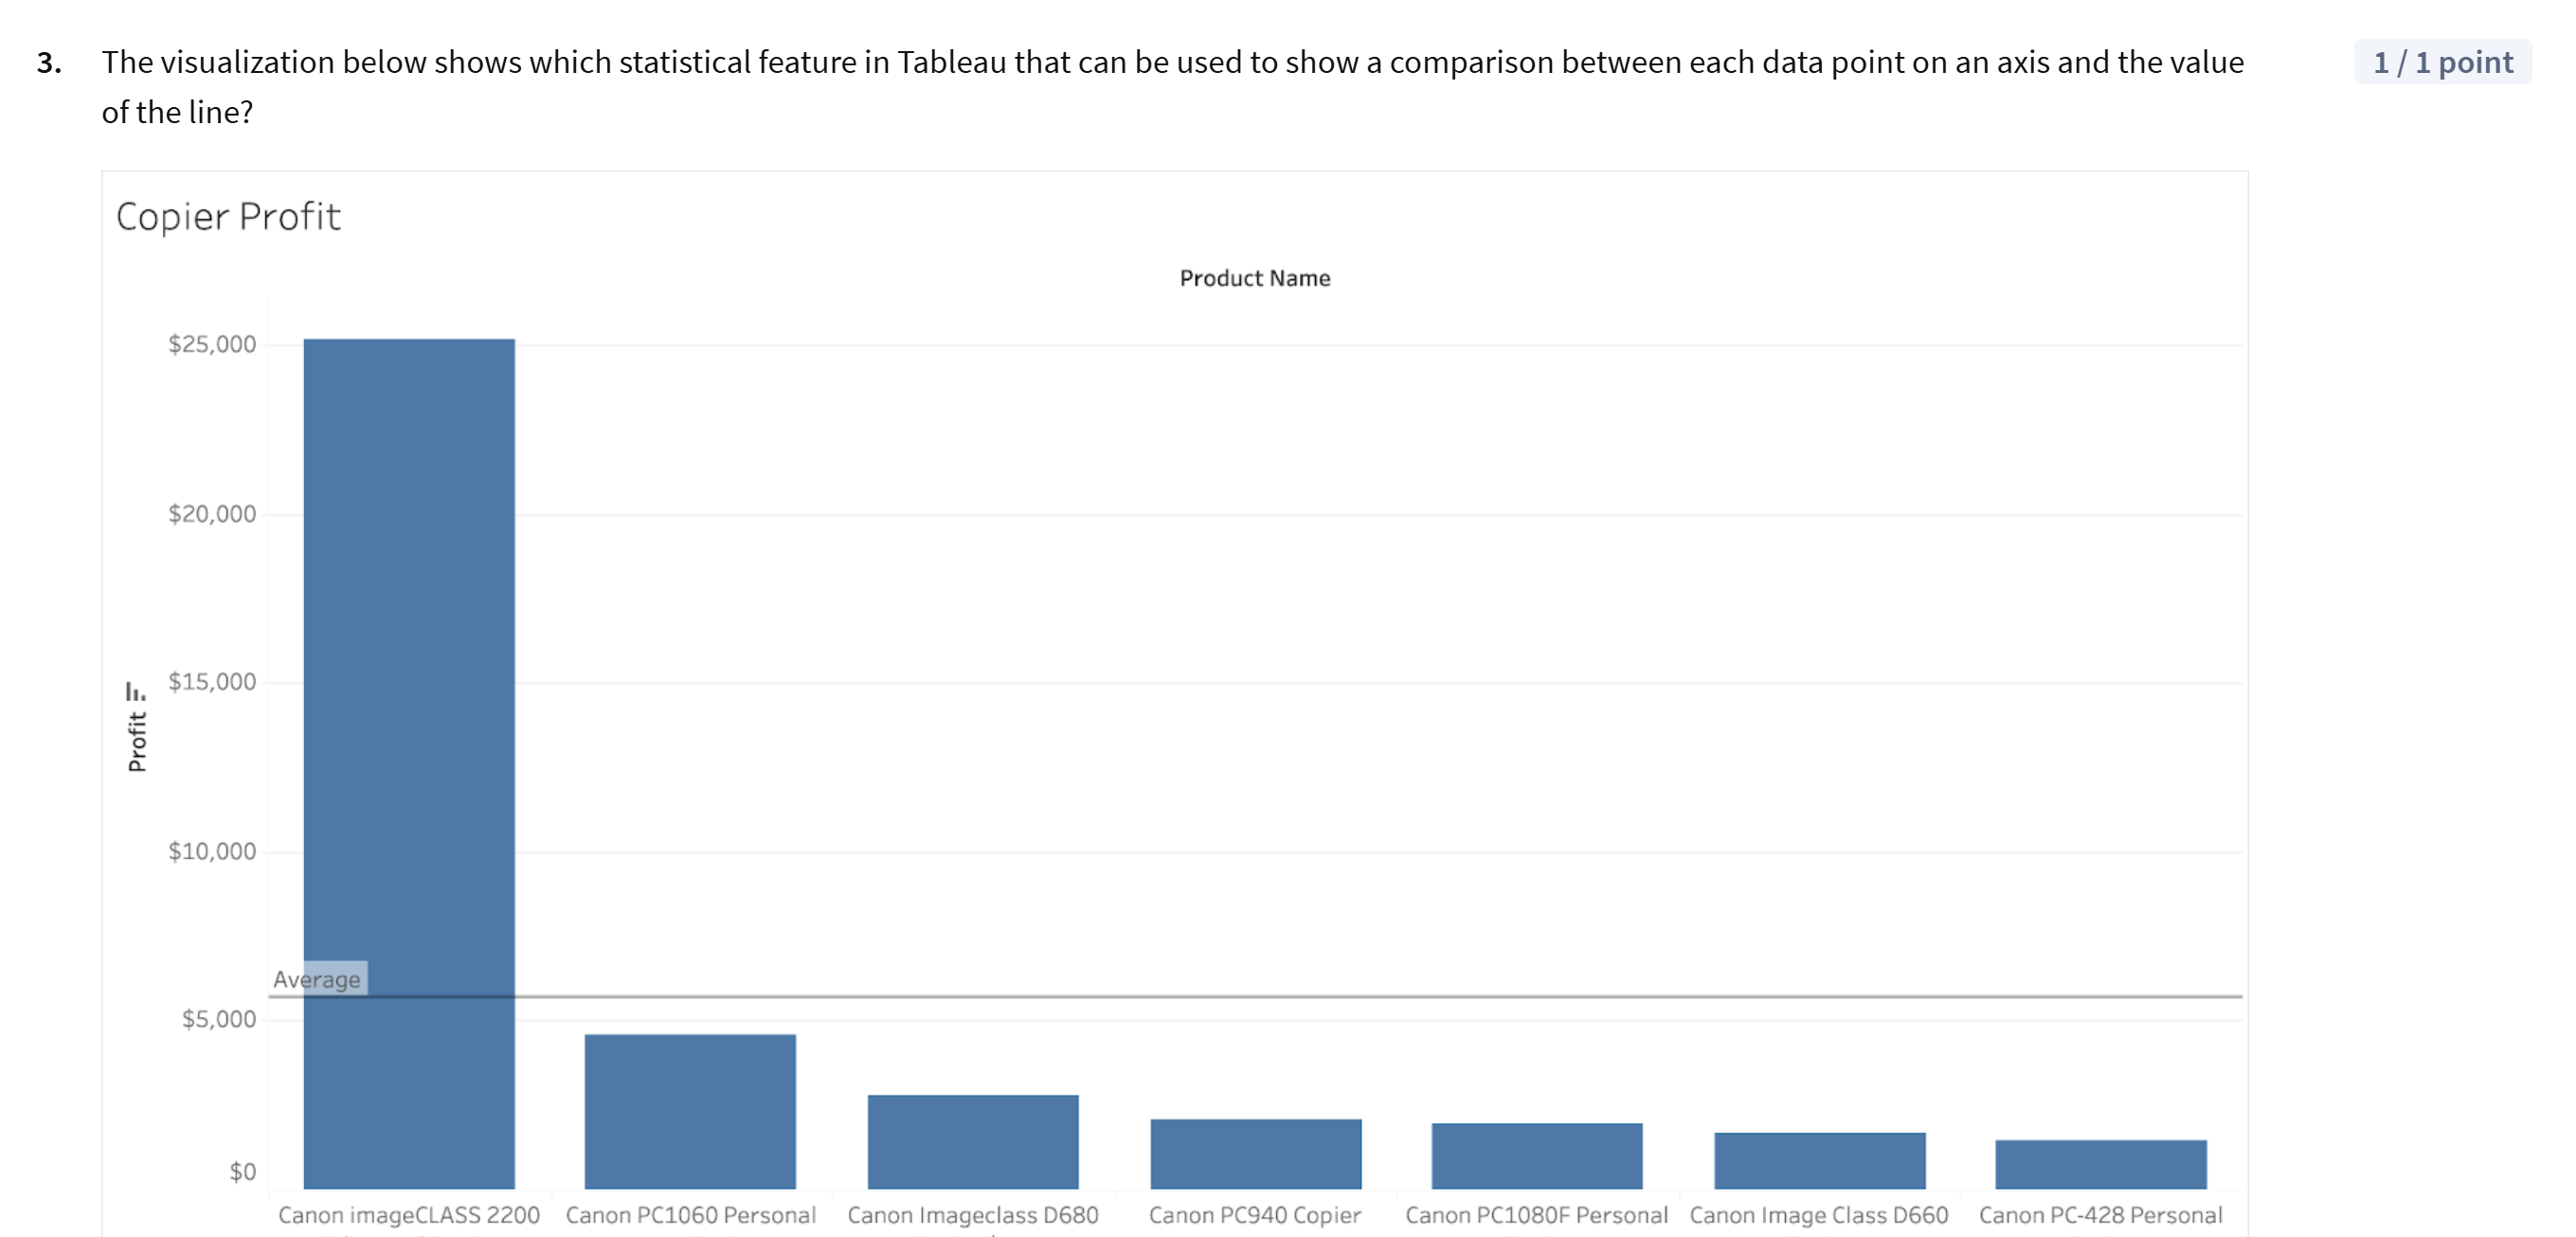 3. The visualization below shows which statistical feature in Tableau that can be used to show a comparison between each data point on an axis and the value
of the line?
1 / 1 point
Copier Profit
Product Name
$25,000
$20,000
$15,000
Profit
$10,000
Average
$5,000
$0
Canon imageCLASS 2200 Canon PC1060 Personal Canon Imageclass D680 Canon PC940 Copier Canon PC1080F Personal Canon Image Class D660 Canon PC-428 Personal